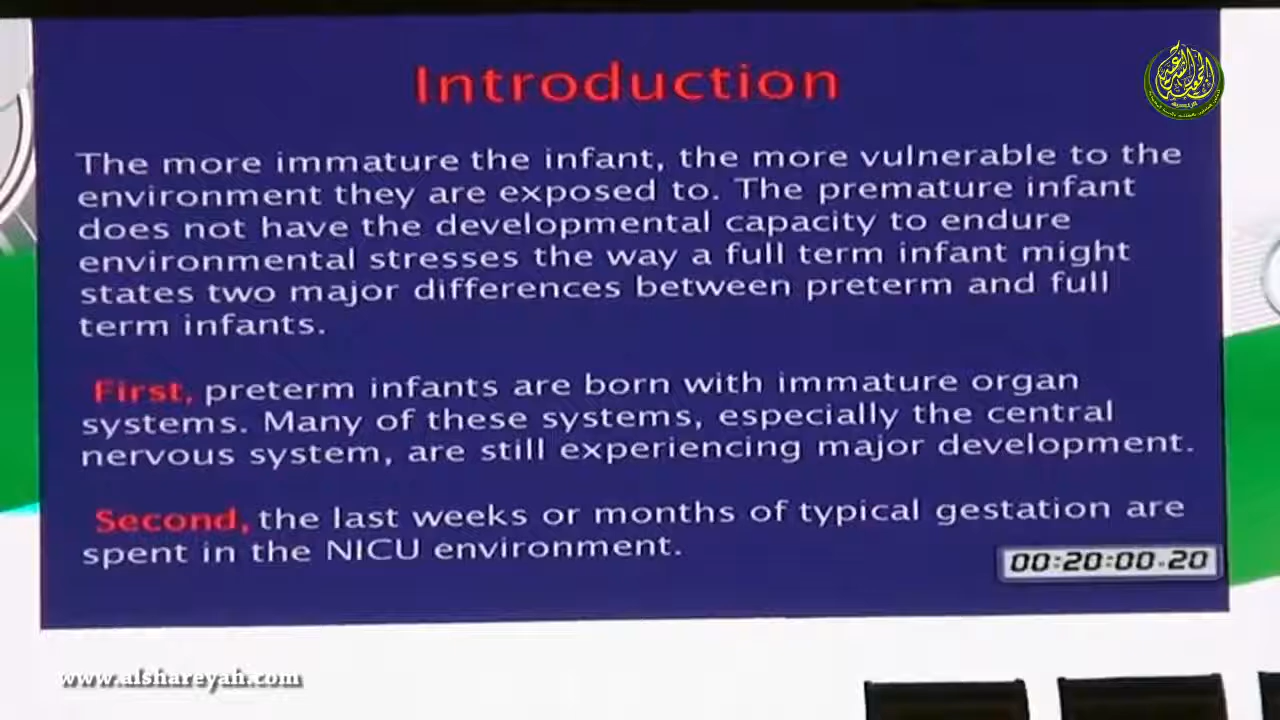 Introduction
The more immature the infant, the more vulnerable to the
environment they are exposed to. The premature infant
does not have the developmental capacity to endure
environmental stresses the way a full term infant might
states two major differences between preterm and full
term infants.
First, preterm infants are born with immature organ
systems. Many of these systems, especially the central
nervous system, are still experiencing major development.
Second, the last weeks or months of typical gestation are
spent in the NICU environment.
00:20:00.20
www.alshareyah.com